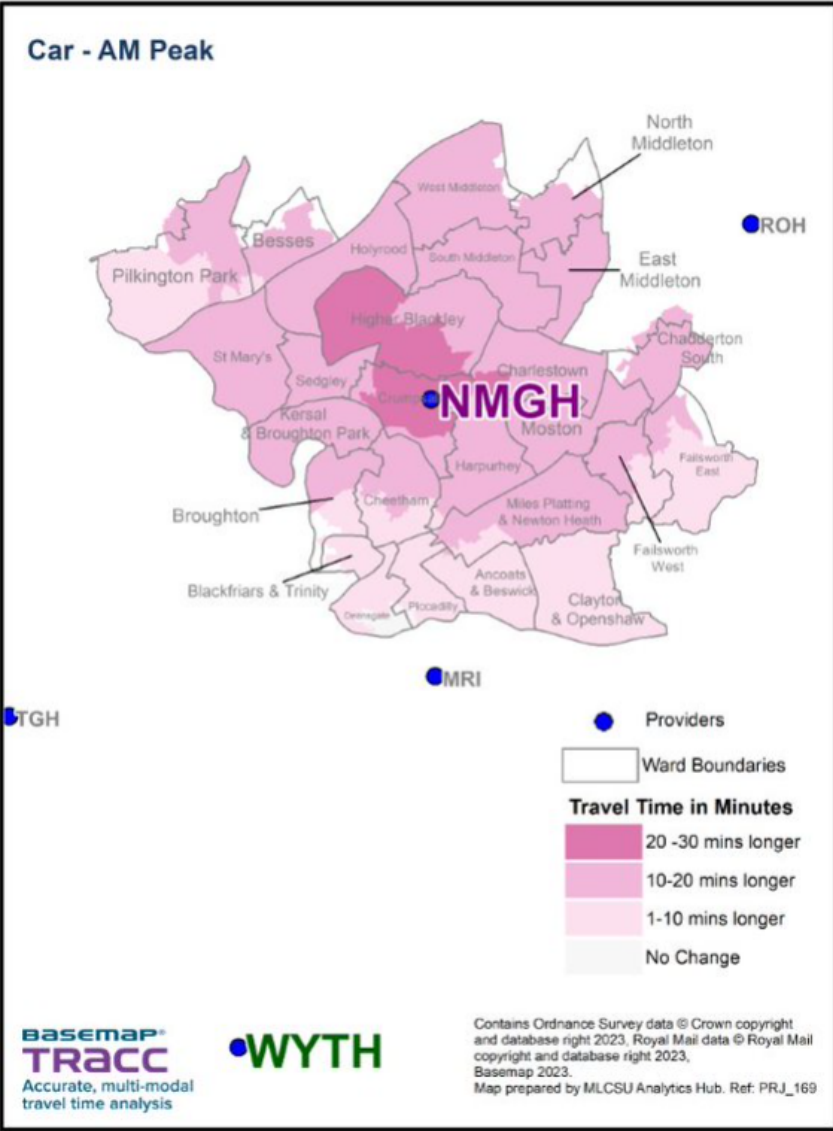 Car - AM Peak
North
Middleton
West Middleton
ROH
Besses
Holyrood
South Middleton
East
Middleton
Pilkington Park
Higher Blackley
Chadderton
South
St Mary's
Charlestown
Sedgley
Crumpsall
NMGH
Kersal
& Broughton Park
Moston
Harpurhey
Failsworth
East
Cheetham
Miles Platting
& Newton Heath
Broughton
Failsworth
West
Ancoats
& Beswick
Blackfriars & Trinity
Clayton
& Openshaw
Piccadilly
Deansgate
MRI
TGH
Providers
Ward Boundaries
Travel Time in Minutes
20 -30 mins longer
10-20 mins longer
1-10 mins longer
No Change
BASEMAP®
TRACC
Accurate, multi-modal
travel time analysis
WYTH
Contains Ordnance Survey data © Crown copyright
and database right 2023, Royal Mail data © Royal Mail
copyright and database right 2023,
Basemap 2023.
Map prepared by MLCSU Analytics Hub. Ref: PRJ_169